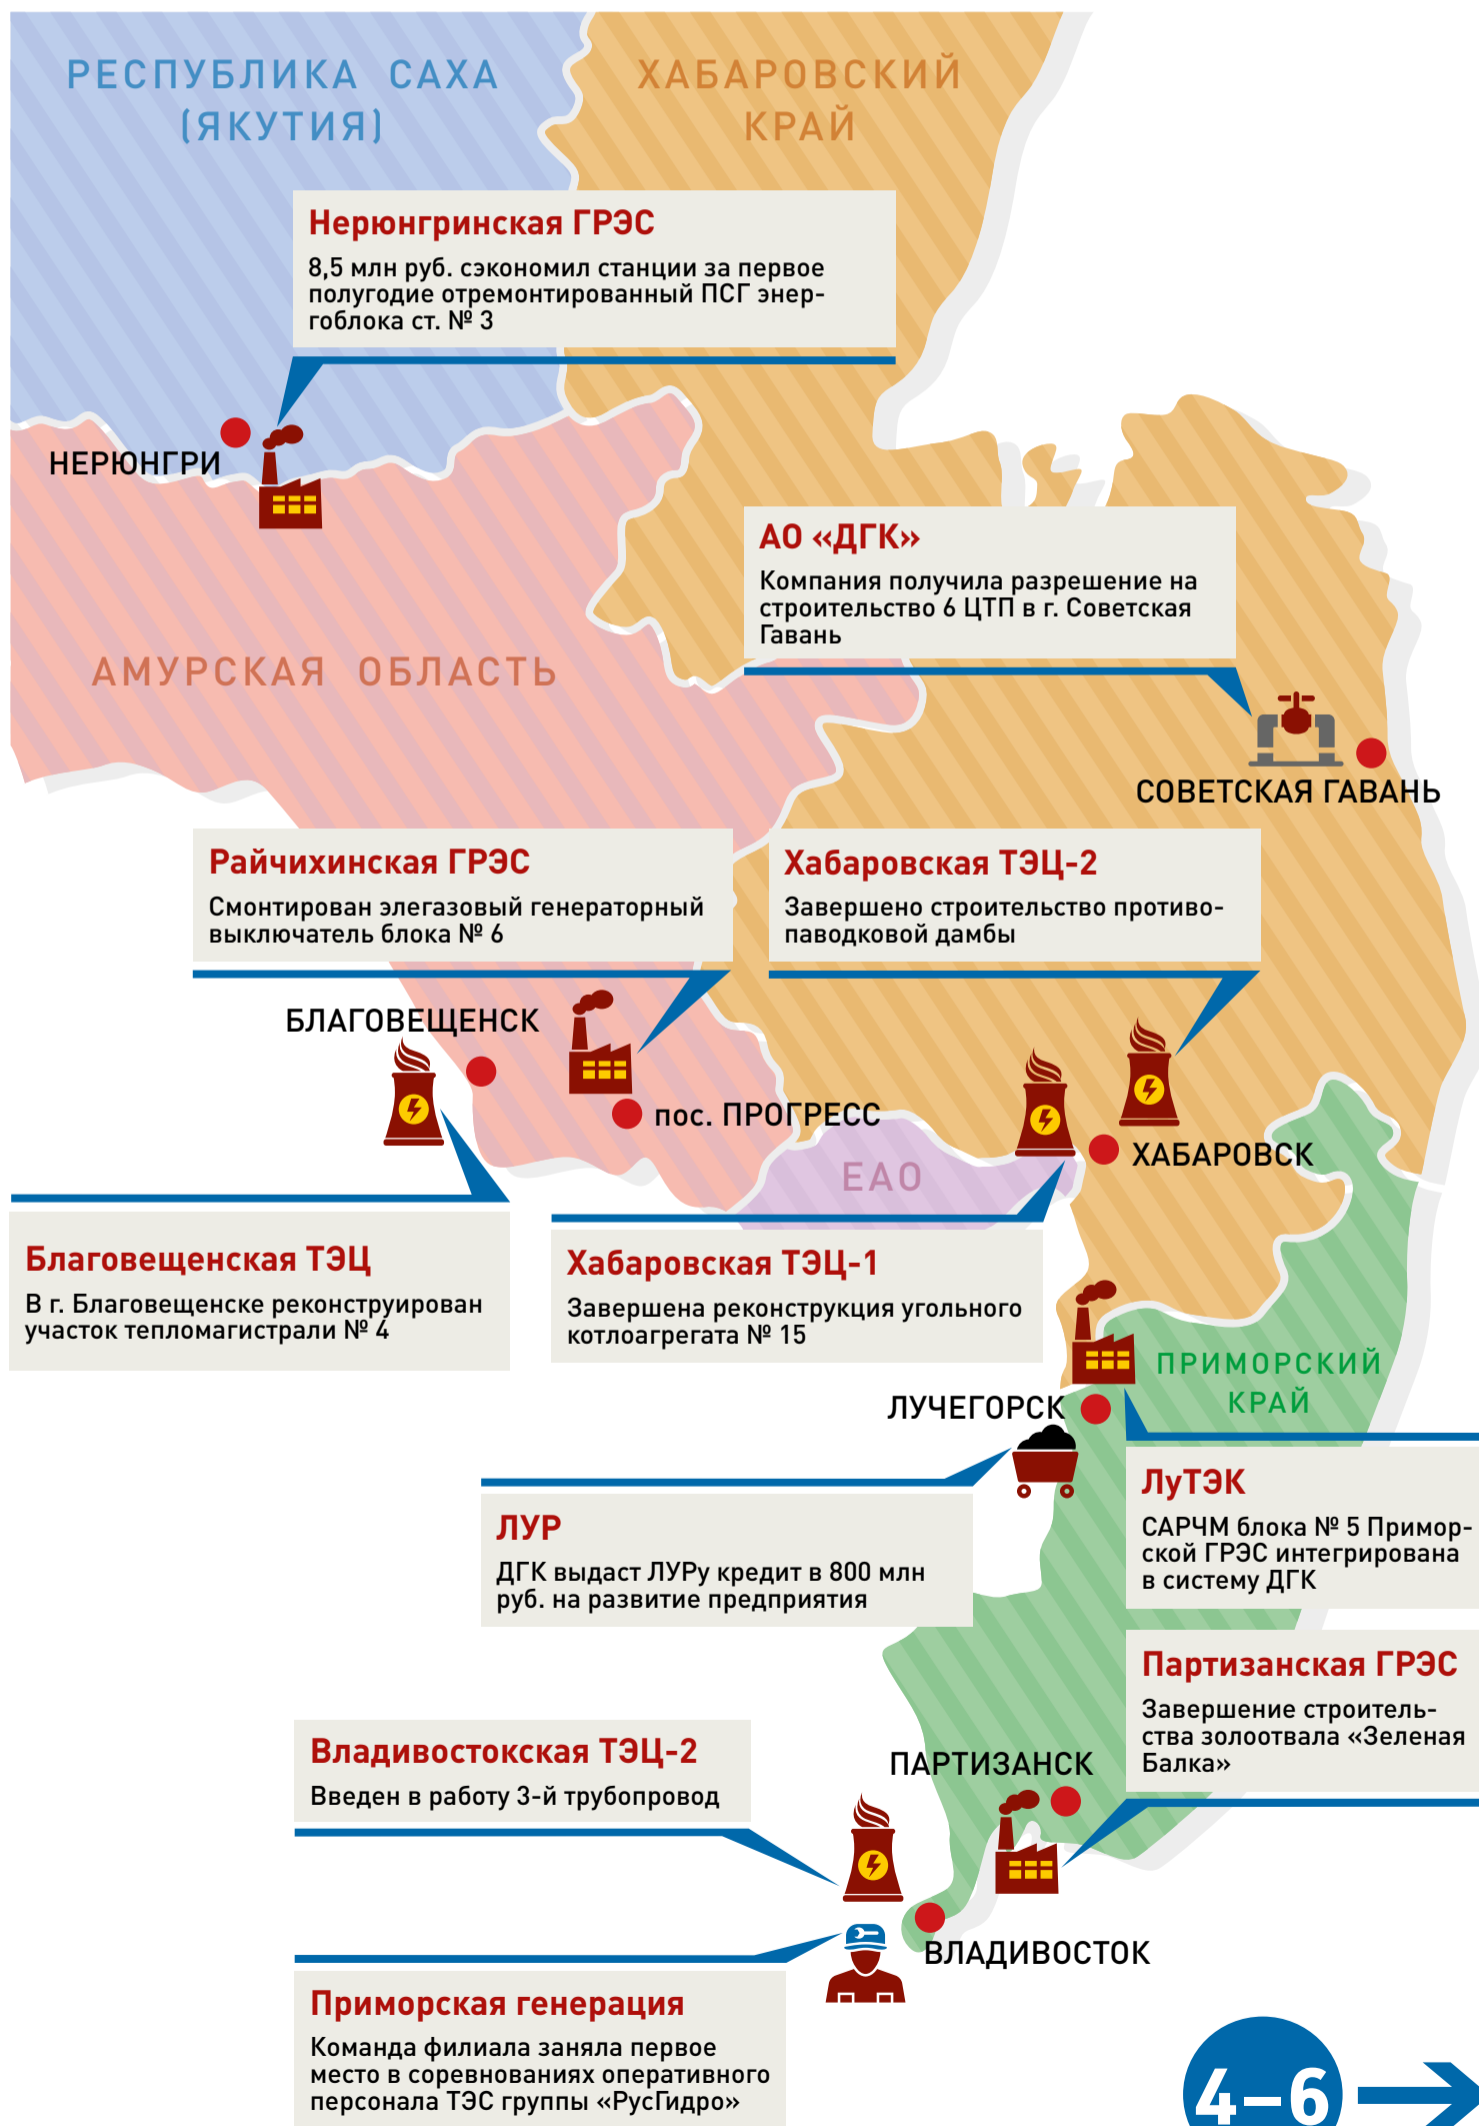 РЕСПУБЛИКА САХА
(ЯКУТИЯ)
ХАБАРОВСКИЙ
КРАЙ
Нерюнгринская ГРЭС
8,5 млн руб. сэкономил станции за первое
полугодие отремонтированный ПСГ энер-
гоблока ст. № 3
НЕРЮНГРИ
АО «ДГК»
Компания получила разрешение на
строительство 6 ЦТП в г. Советская
Гавань
АМУРСКАЯ ОБЛАСТЬ
СОВЕТСКАЯ ГАВАНЬ
Райчихинская ГРЭС
Смонтирован элегазовый генераторный
выключатель блока № 6
Хабаровская ТЭЦ-2
Завершено строительство противо-
паводковой дамбы
БЛАГОВЕЩЕНСК
пос. ПРОГРЕСС
ХАБАРОВСК
ЕАО
Благовещенская ТЭЦ
В г. Благовещенске реконструирован
участок тепломагистрали № 4
Хабаровская ТЭЦ-1
Завершена реконструкция угольного
котлоагрегата № 15
ПРИМОРСКИЙ
КРАЙ
ЛУЧЕГОРСК
ЛУР
ДГК выдаст ЛУРу кредит в 800 млн
руб. на развитие предприятия
ЛуТЭК
САРЧМ блока № 5 Примор-
ской ГРЭС интегрирована
в систему ДГК
Партизанская ГРЭС
Завершение строитель-
ства золоотвала «Зеленая
Балка»
Владивостокская ТЭЦ-2
Введен в работу 3-й трубопровод
ПАРТИЗАНСК
ВЛАДИВОСТОК
Приморская генерация
Команда филиала заняла первое
место в соревнованиях оперативного
персонала ТЭС группы «РусГидро»
4–6